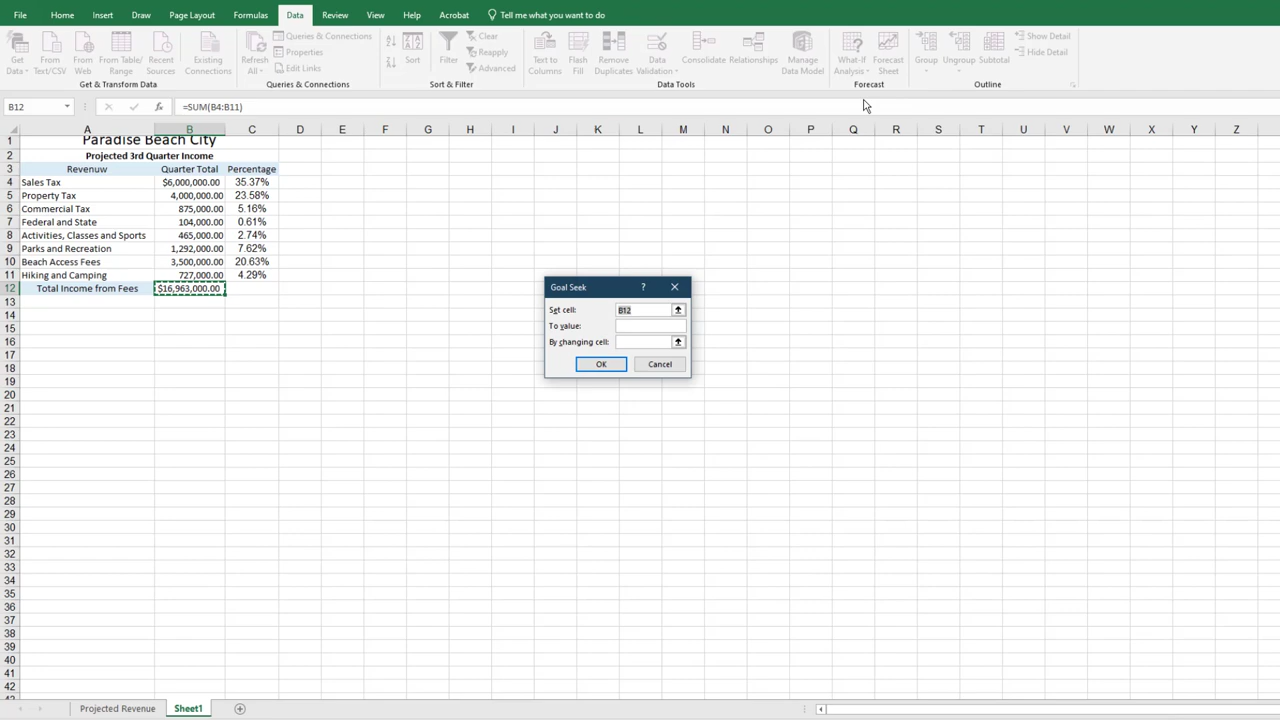 File Home Insert Draw Page Layout Formulas Data Review View Help Acrobat Tell me what you want to do
Get Data From Text/CSV From Web From Table/ Range Recent Sources Existing Connections
Get & Transform Data
Refresh All Queries & Connections Properties Edit Links
Queries & Connections
Sort Filter Clear Reapply Advanced
Sort & Filter
Text to Columns Flash Fill Remove Duplicates Data Validation Consolidate Relationships Manage Data Model
Data Tools
What-If Analysis Forecast Sheet
Forecast
Group Ungroup Subtotal Show Detail Hide Detail
Outline
B12 fx =SUM(B4:B11)
A B C D E F G H I J K L M N O P Q R S T U V W X Y Z
1 Paradise Beach City
2 Projected 3rd Quarter Income
3 Revenuw Quarter Total Percentage
4 Sales Tax $6,000,000.00 35.37%
5 Property Tax 4,000,000.00 23.58%
6 Commercial Tax 875,000.00 5.16%
7 Federal and State 104,000.00 0.61%
8 Activities, Classes and Sports 465,000.00 2.74%
9 Parks and Recreation 1,292,000.00 7.62%
10 Beach Access Fees 3,500,000.00 20.63%
11 Hiking and Camping 727,000.00 4.29%
12 Total Income from Fees $16,963,000.00
13
14
15
16
17
18
19
20
21
22
23
24
25
26
27
28
29
30
31
32
33
34
35
36
37
38
39
40
41
42
Goal Seek ?
Set cell: B12
To value:
By changing cell:
OK Cancel
Projected Revenue Sheet1